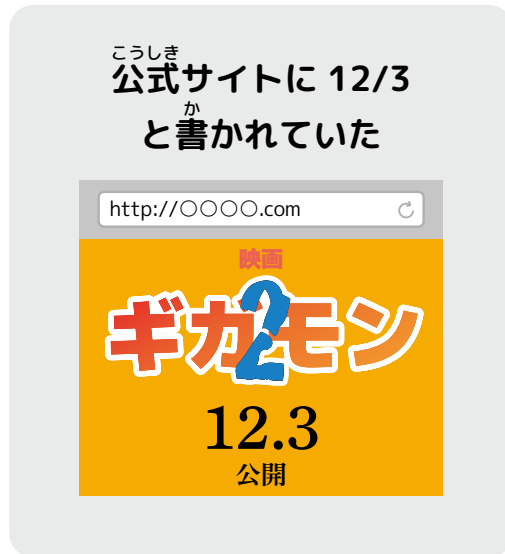 こうしき
公式サイトに 12/3
か
と書かれていた
http://○○○○.com
映画
ギガモン2
12.3
公開